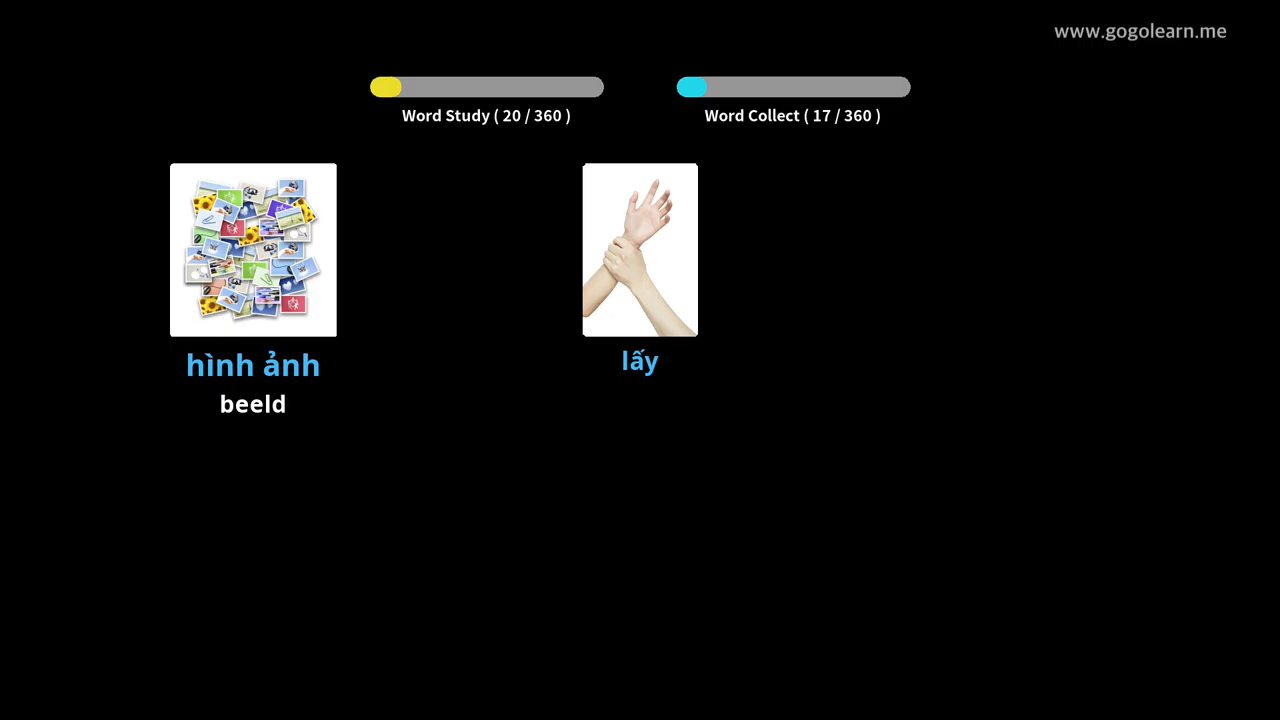 www.gogolearn.me
Word Study ( 20 / 360 )
Word Collect ( 17 / 360 )
hình ảnh
beeld
lấy